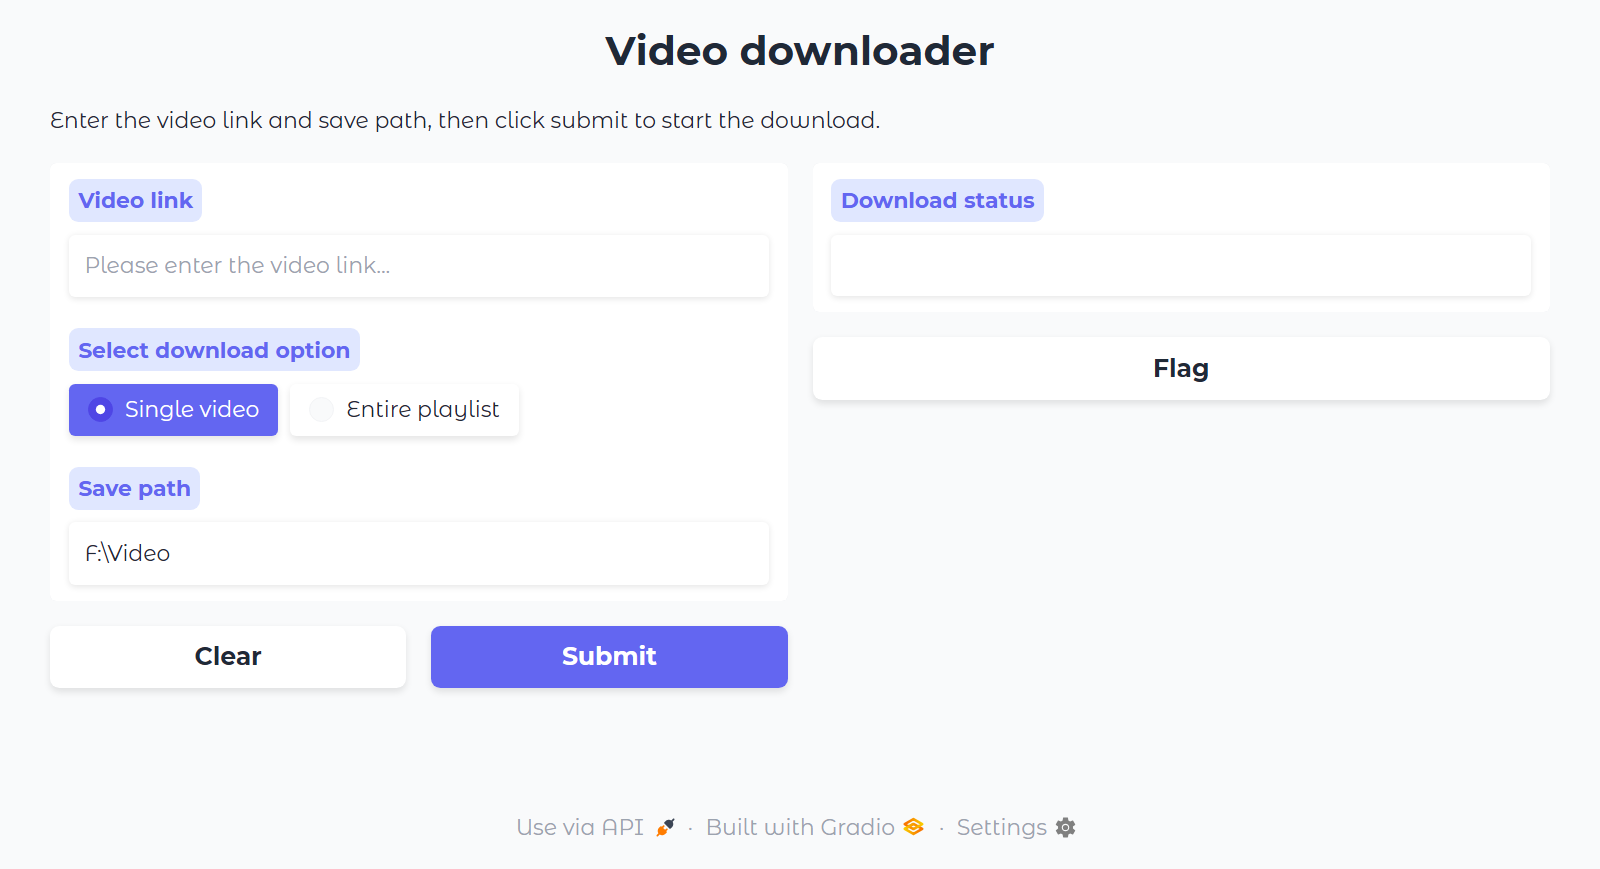 Video downloader
Enter the video link and save path, then click submit to start the download.
Video link
Please enter the video link...
Select download option
Single video
Entire playlist
Save path
F:\Video
Clear
Submit
Download status
Flag
Use via API · Built with Gradio · Settings